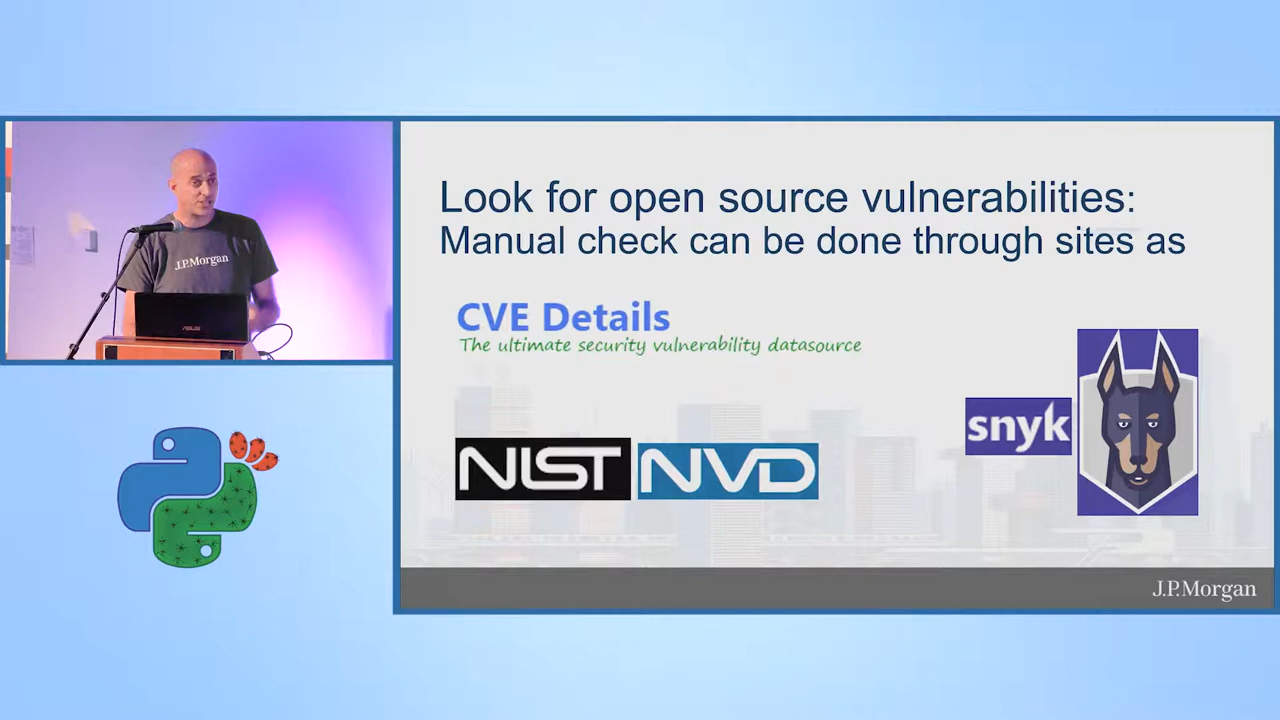 J.P.Morgan
ASUS
Look for open source vulnerabilities:
Manual check can be done through sites as
CVE Details
The ultimate security vulnerability datasource
snyk
NIST NVD
J.P.Morgan